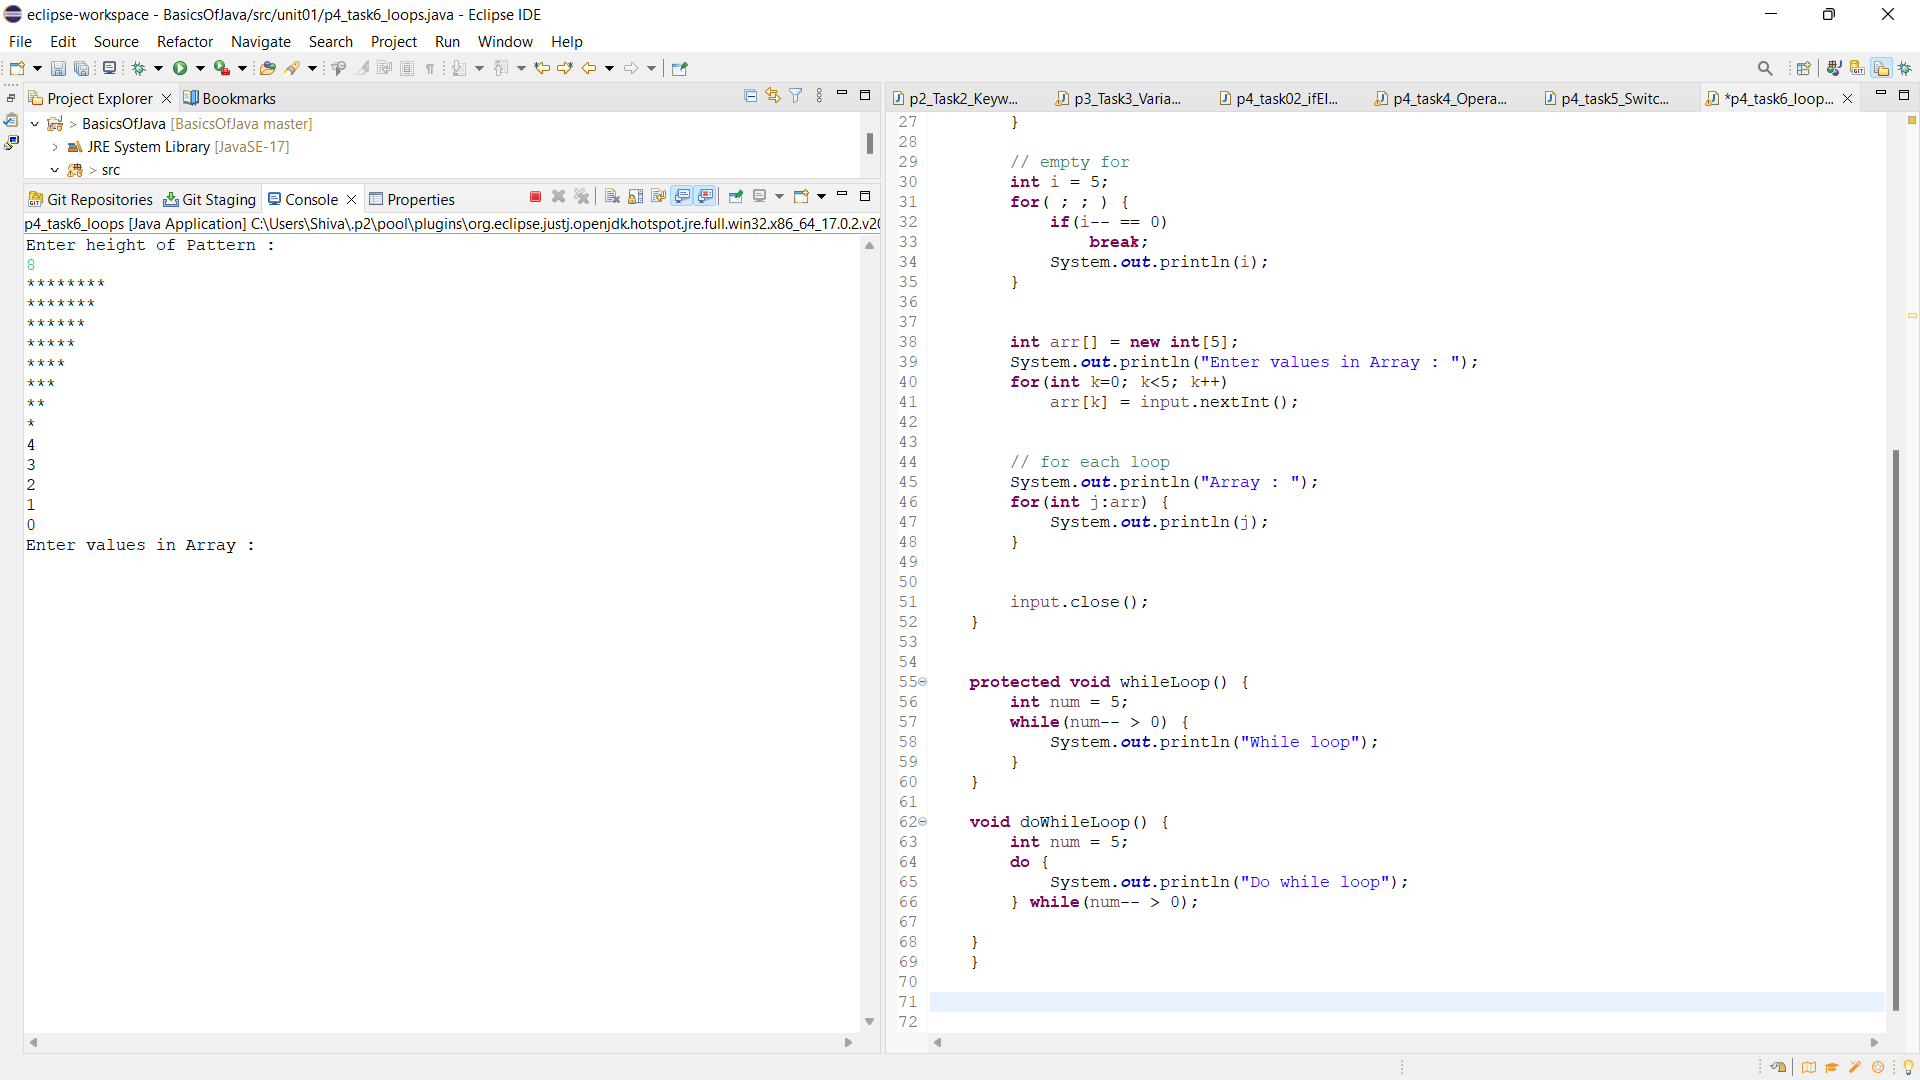 eclipse-workspace - BasicsOfJava/src/unit01/p4_task6_loops.java - Eclipse IDE
File Edit Source Refactor Navigate Search Project Run Window Help
Project Explorer Bookmarks
> BasicsOfJava [BasicsOfJava master]
JRE System Library [JavaSE-17]
> src
Git Repositories Git Staging Console Properties
p4_task6_loops [Java Application] C:\Users\Shiva\.p2\pool\plugins\org.eclipse.justj.openjdk.hotspot.jre.full.win32.x86_64_17.0.2.v20
Enter height of Pattern :
8
********
*******
******
*****
****
***
**
*
4
3
2
1
0
Enter values in Array :
p2_Task2_Keyw... p3_Task3_Varia... p4_task02_ifEl... p4_task4_Opera... p4_task5_Switc... *p4_task6_loop...
27 }
28
29 // empty for
30 int i = 5;
31 for( ; ; ) {
32 if(i-- == 0)
33 break;
34 System.out.println(i);
35 }
36
37
38 int arr[] = new int[5];
39 System.out.println("Enter values in Array : ");
40 for(int k=0; k<5; k++)
41 arr[k] = input.nextInt();
42
43
44 // for each loop
45 System.out.println("Array : ");
46 for(int j:arr) {
47 System.out.println(j);
48 }
49
50
51 input.close();
52 }
53
54
55 protected void whileLoop() {
56 int num = 5;
57 while(num-- > 0) {
58 System.out.println("While loop");
59 }
60 }
61
62 void doWhileLoop() {
63 int num = 5;
64 do {
65 System.out.println("Do while loop");
66 } while(num-- > 0);
67
68 }
69 }
70
71
72